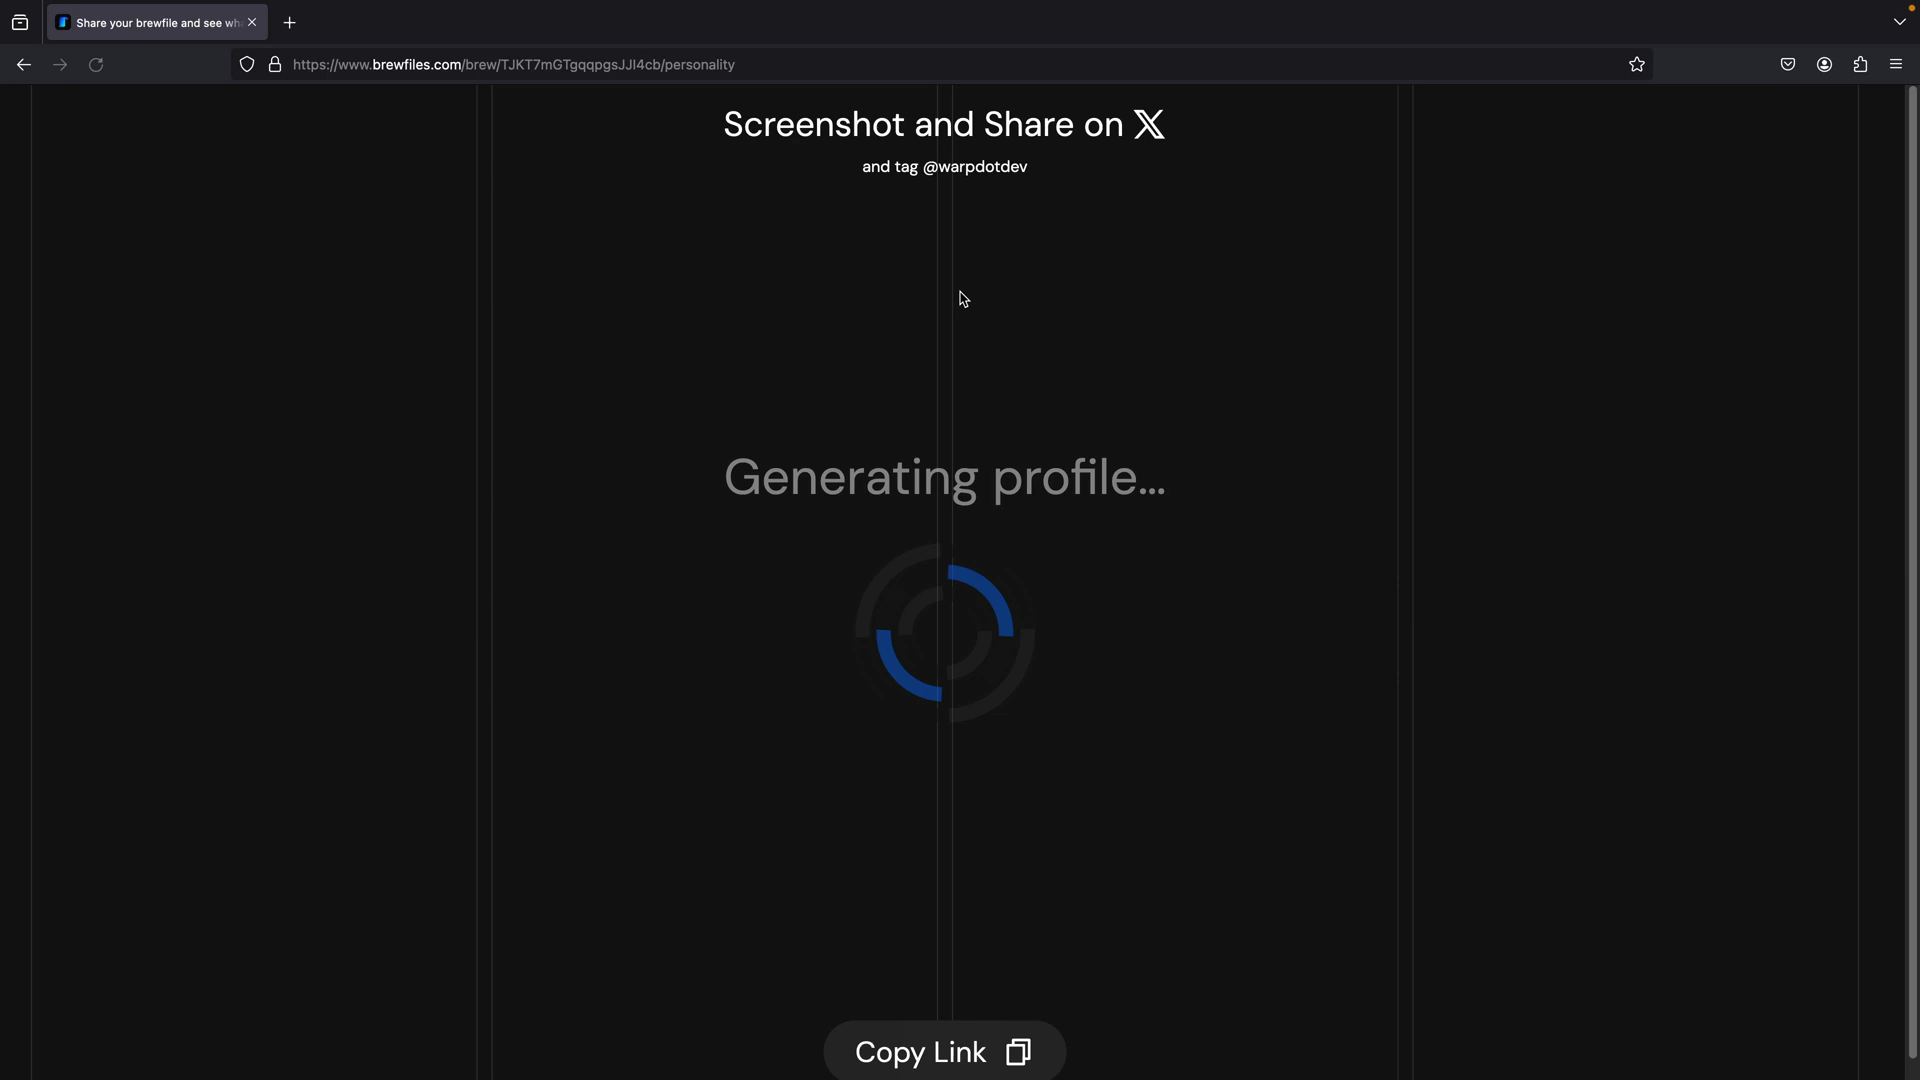 Share your brewfile and see wh
https://www.brewfiles.com/brew/TJKT7mGTgqqpgsJJI4cb/personality
Screenshot and Share on X
and tag @warpdotdev
Generating profile...
Copy Link